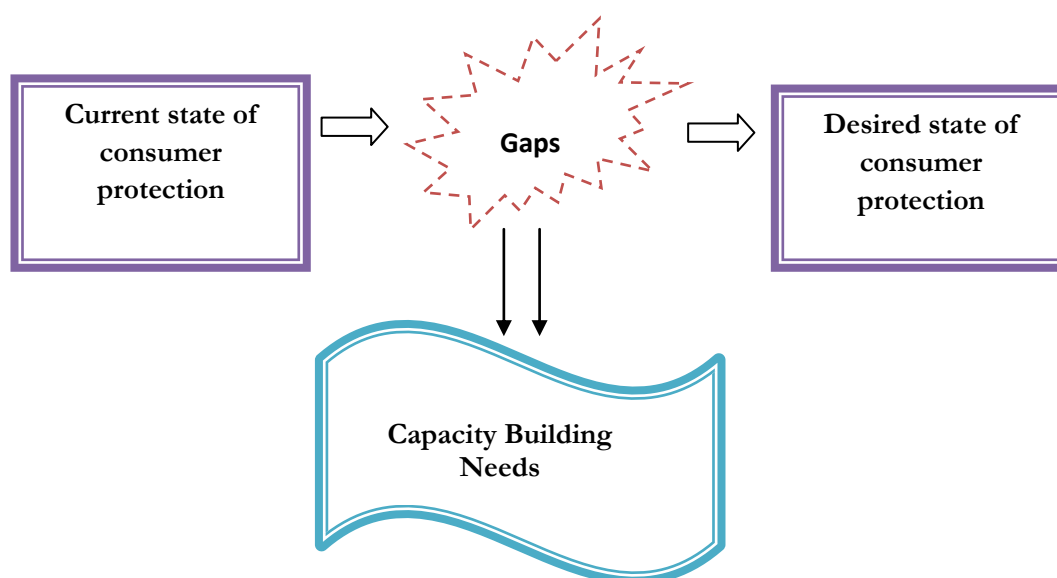 Current state of
consumer
protection
Gaps
Desired state of
consumer
protection
Capacity Building
Needs